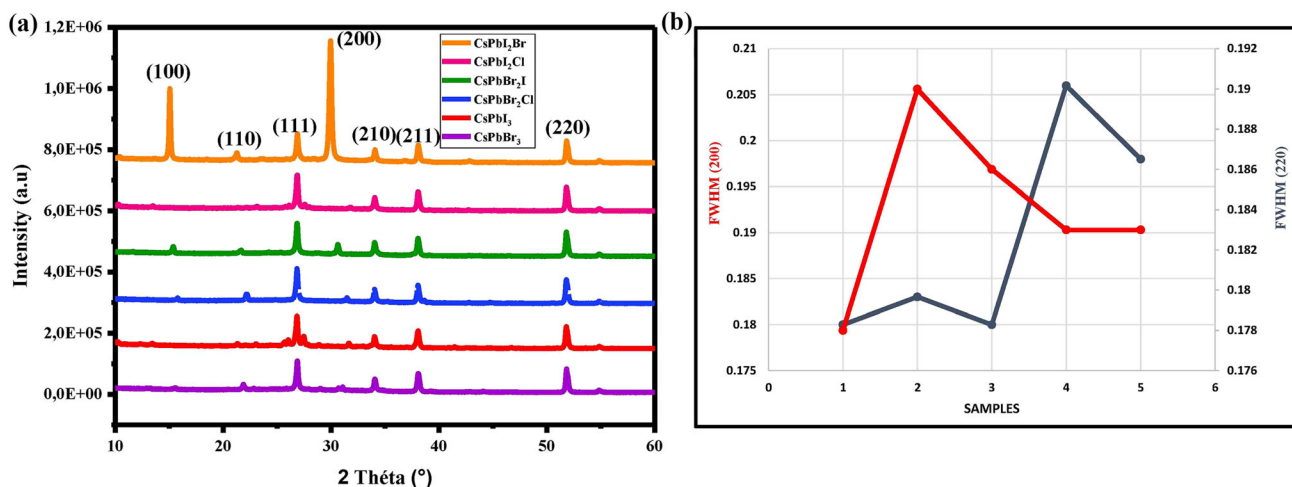 (a)
Intensity (a.u)
1,2E+06
1,0E+06
8,0E+05
6,0E+05
4,0E+05
2,0E+05
0,0E+00
(100)
(110)
(111)
(200)
(210)
(211)
(220)
CsPbI₂Br
CsPbI₂Cl
CsPbBr₂I
CsPbBr₂Cl
CsPbI₃
CsPbBr₃
10 20 30 40 50 60
2 Théta (°)
(b)
FWHM (200)
0.21
0.205
0.2
0.195
0.19
0.185
0.18
0.175
0.192
0.19
0.188
0.186
0.184
0.182
0.18
0.178
0.176
FWHM (220)
0 1 2 3 4 5 6
SAMPLES